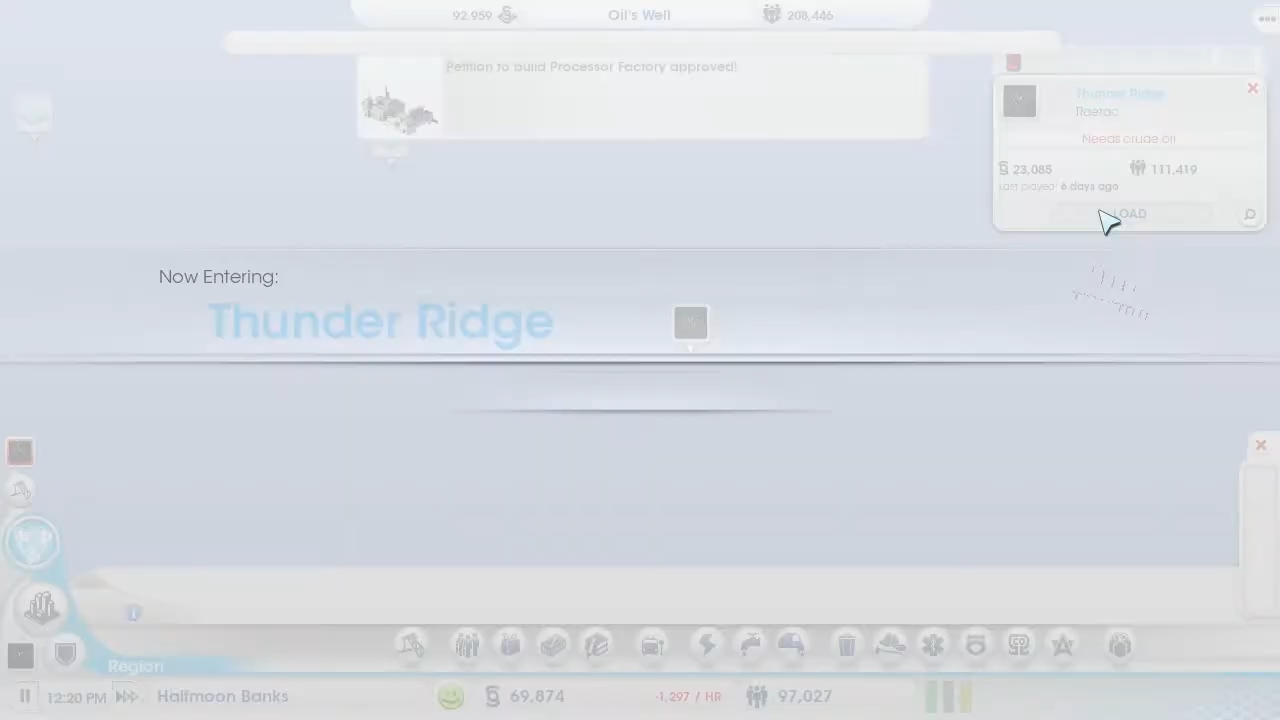 92,959
Oil's Well
208,446
Petition to build Processor Factory approved!
Thunder Ridge
Needs crude oil
23,085
111,419
Last played: 6 days ago
LOAD
Now Entering:
Thunder Ridge
Region
12:20 PM
Halfmoon Banks
69,874
-1,297 / HR
97,027